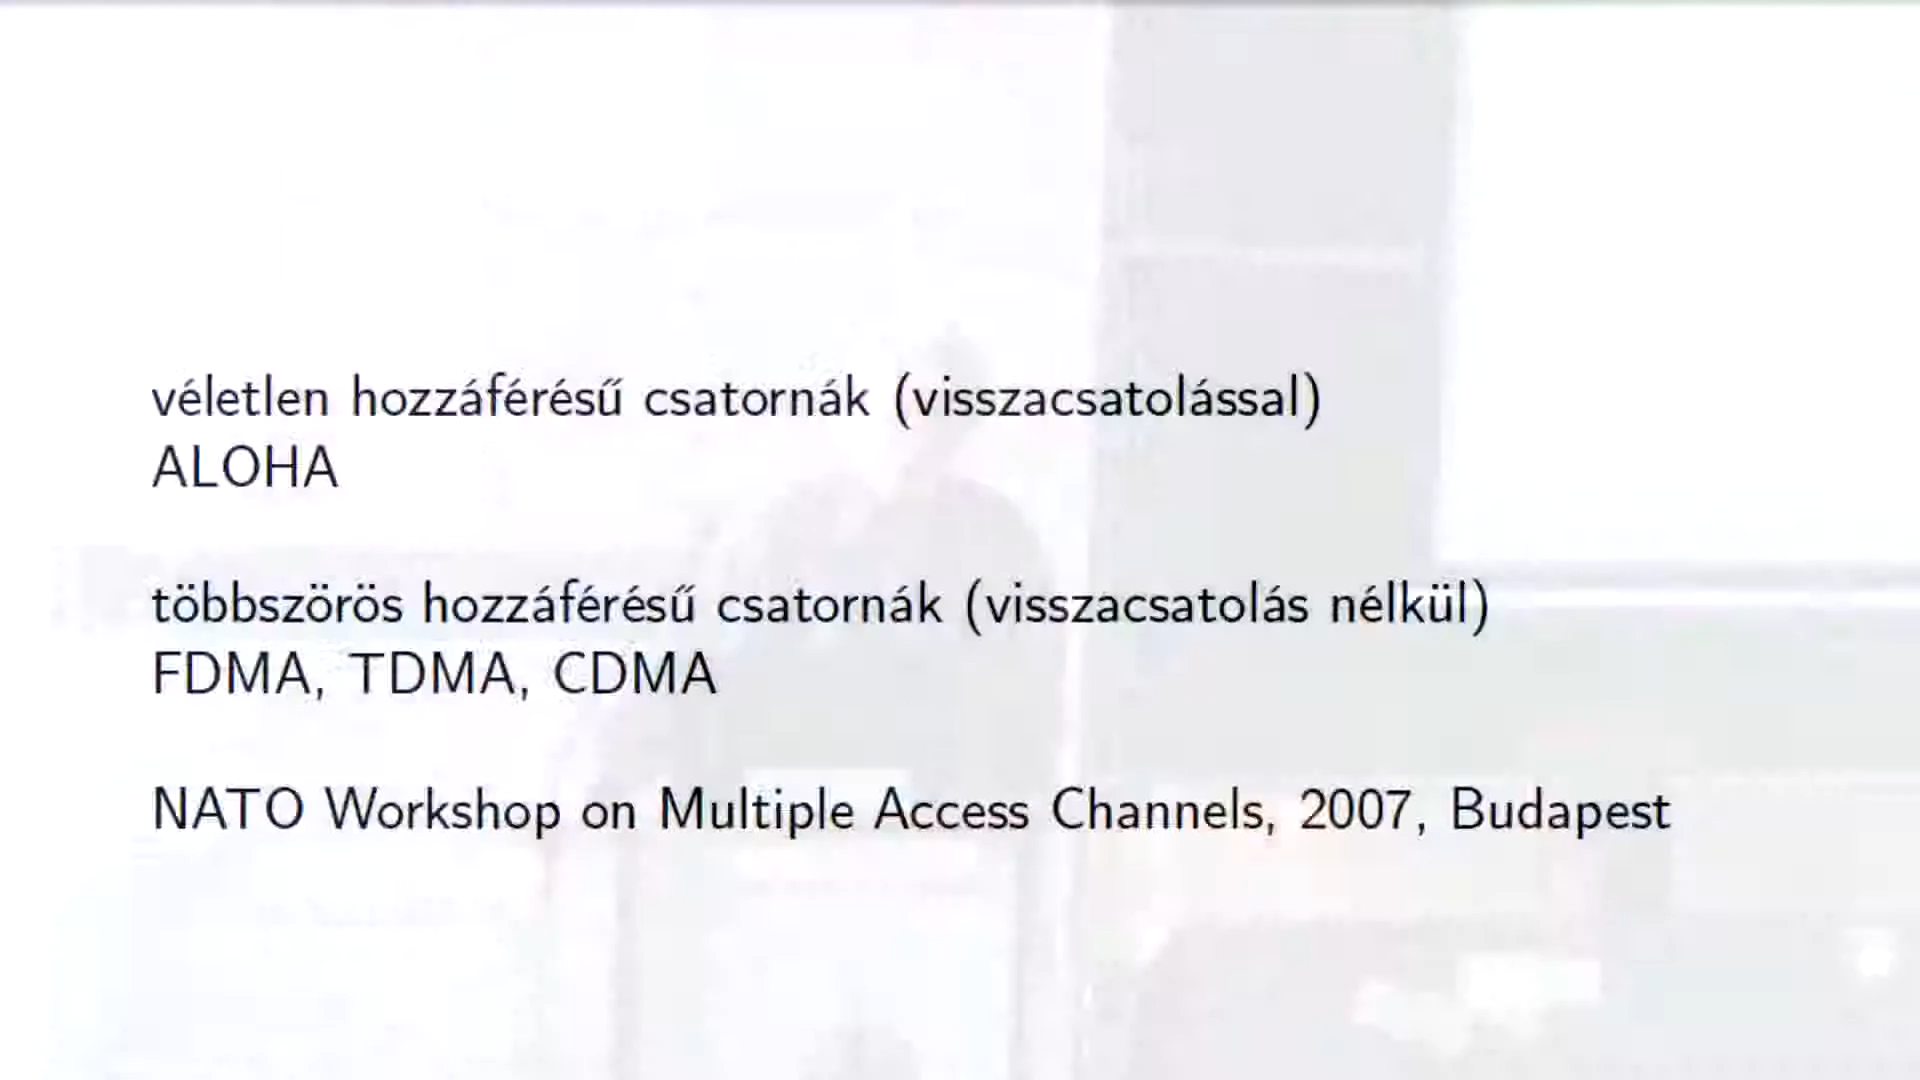 véletlen hozzáférésű csatornák (visszacsatolással)
ALOHA
többszörös hozzáférésű csatornák (visszacsatolás nélkül)
FDMA, TDMA, CDMA
NATO Workshop on Multiple Access Channels, 2007, Budapest